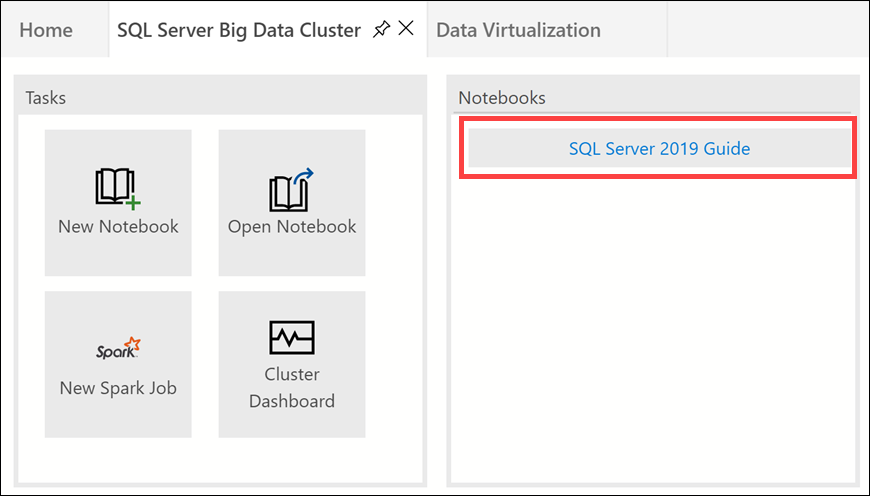 Home
SQL Server Big Data Cluster
Data Virtualization
Tasks
New Notebook
Open Notebook
Spark
New Spark Job
Cluster
Dashboard
Notebooks
SQL Server 2019 Guide